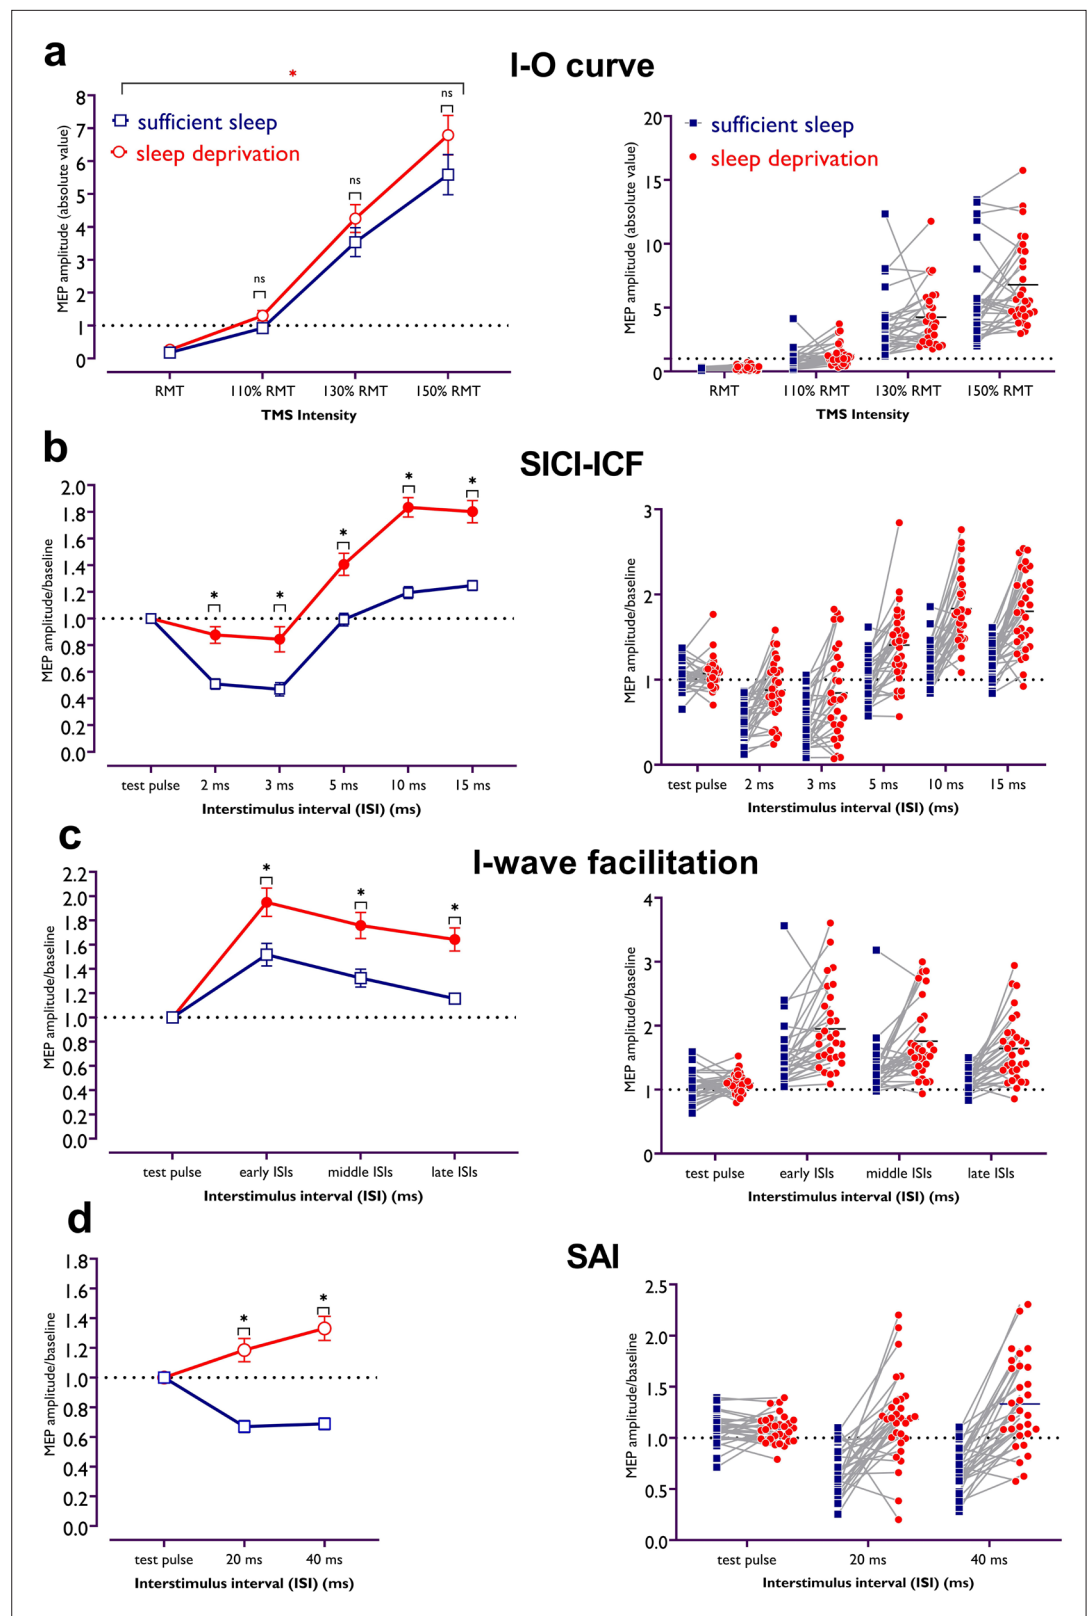 a
I-O curve
*
ns
ns
ns
8
7
6
5
4
3
2
1
0
MEP amplitude (absolute value)
sufficient sleep
sleep deprivation
RMT
110% RMT
130% RMT
150% RMT
TMS Intensity
20
15
10
5
0
MEP amplitude (absolute value)
sufficient sleep
sleep deprivation
RMT
110% RMT
130% RMT
150% RMT
TMS Intensity
b
SICI-ICF
2.0
1.8
1.6
1.4
1.2
1.0
0.8
0.6
0.4
0.2
0.0
MEP amplitude/baseline
*
*
*
*
*
test pulse
2 ms
3 ms
5 ms
10 ms
15 ms
Interstimulus interval (ISI) (ms)
3
2
1
0
MEP amplitude/baseline
test pulse
2 ms
3 ms
5 ms
10 ms
15 ms
Interstimulus interval (ISI) (ms)
c
I-wave facilitation
2.2
2.0
1.8
1.6
1.4
1.2
1.0
0.8
0.6
0.4
0.2
0.0
MEP amplitude/baseline
*
*
*
test pulse
early ISIs
middle ISIs
late ISIs
Interstimulus interval (ISI) (ms)
4
3
2
1
0
MEP amplitude/baseline
test pulse
early ISIs
middle ISIs
late ISIs
Interstimulus interval (ISI) (ms)
d
SAI
1.8
1.6
1.4
1.2
1.0
0.8
0.6
0.4
0.2
0.0
MEP amplitude/baseline
*
*
test pulse
20 ms
40 ms
Interstimulus interval (ISI) (ms)
2.5
2.0
1.5
1.0
0.5
0.0
MEP amplitude/baseline
test pulse
20 ms
40 ms
Interstimulus interval (ISI) (ms)